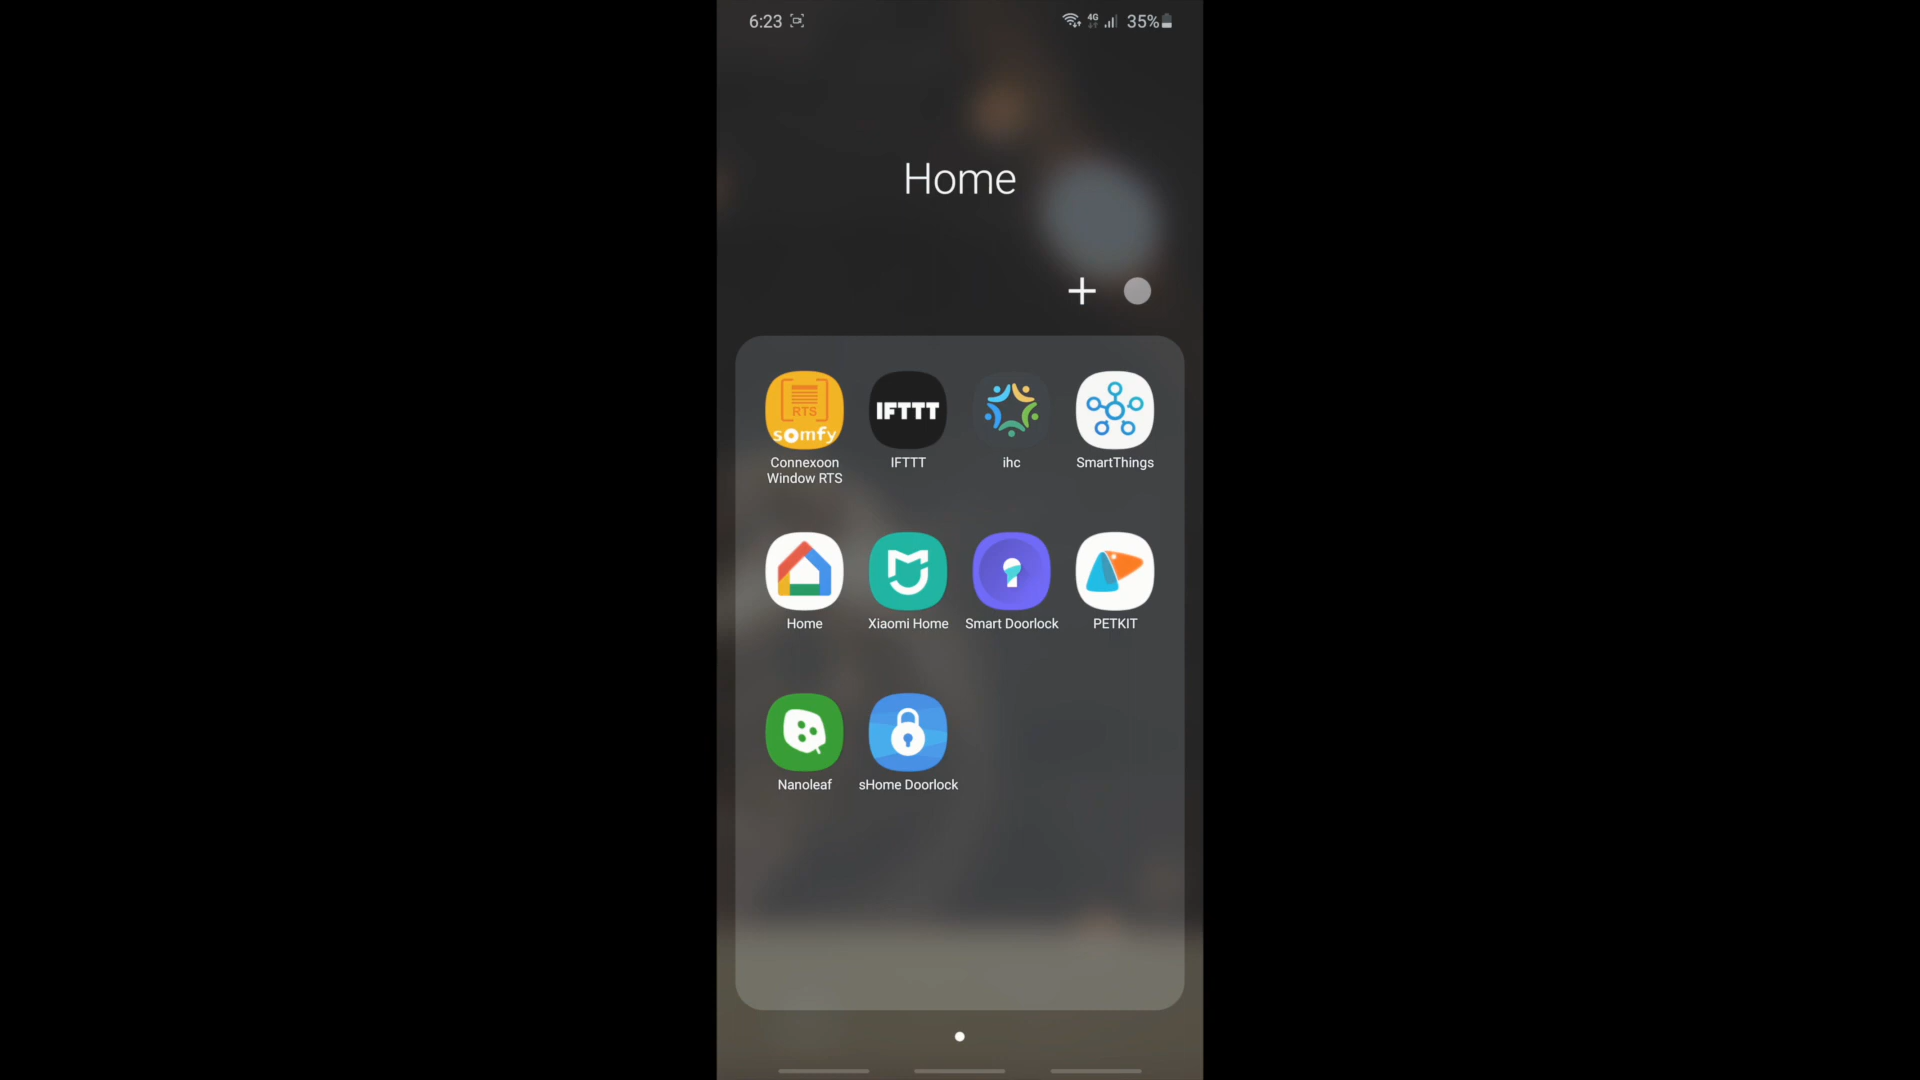 6:23
4G
35%
Home
RTS
somfy
IFTTT
Connexoon
Window RTS
IFTTT
ihc
SmartThings
Home
Xiaomi Home
Smart Doorlock
PETKIT
Nanoleaf
sHome Doorlock